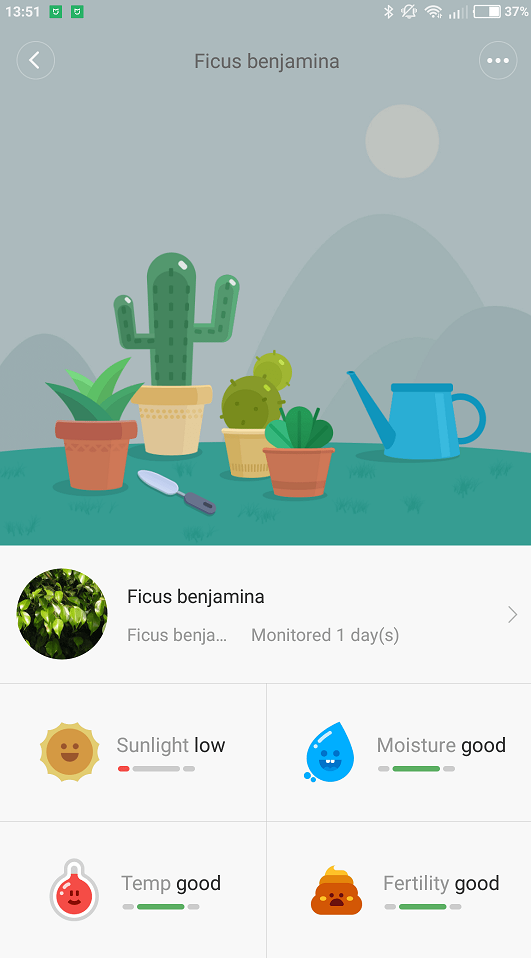 13:51 37%
Ficus benjamina
Ficus benjamina
Ficus benja... Monitored 1 day(s)
Sunlight low
Moisture good
Temp good
Fertility good